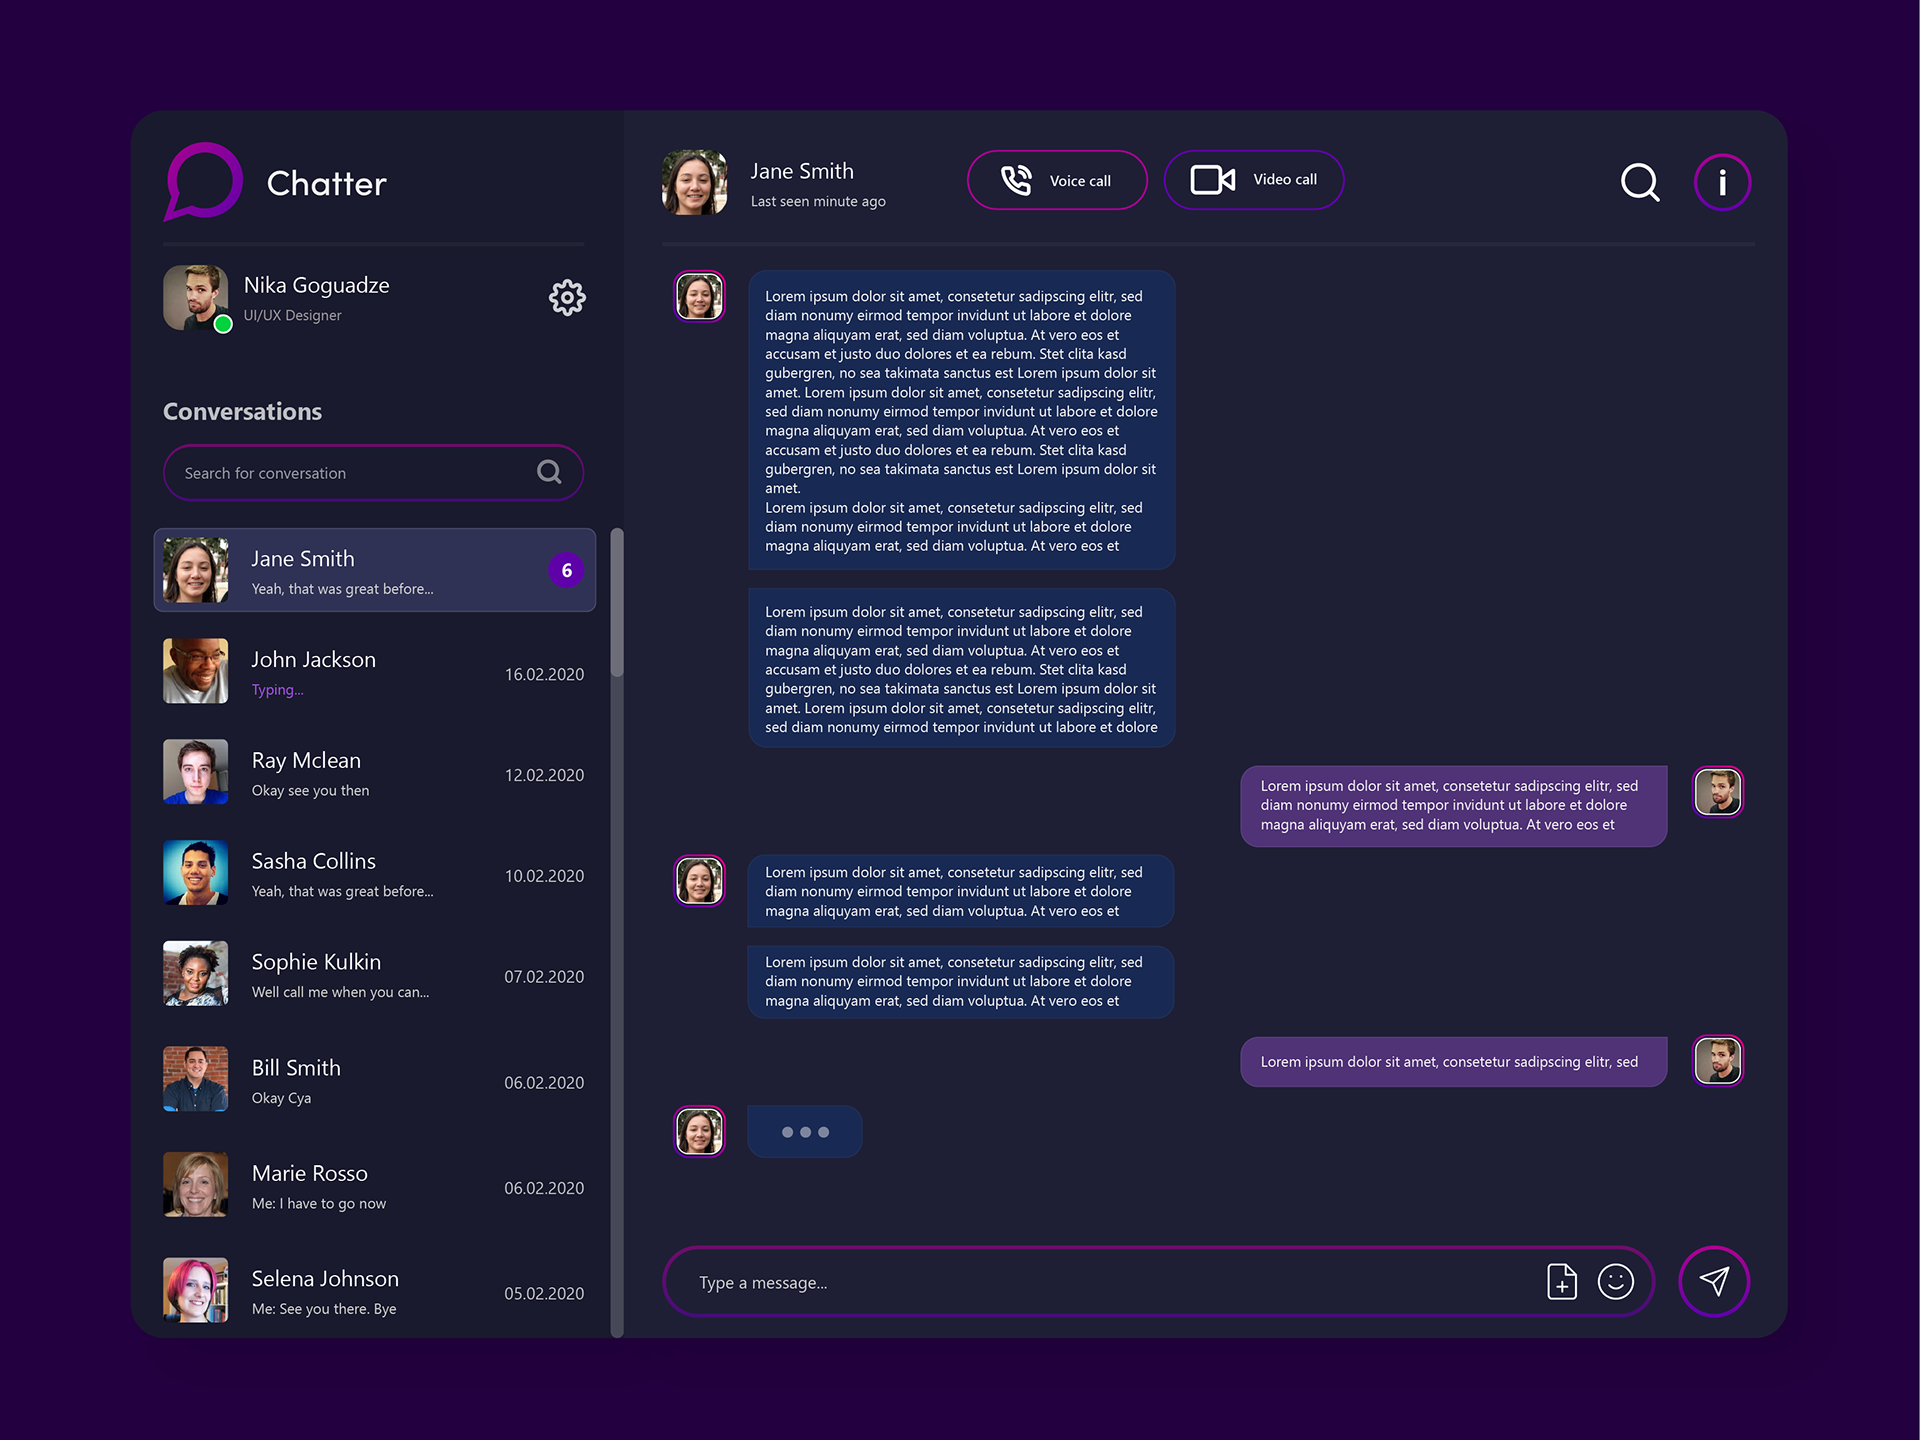 Chatter
Nika Goguadze
UI/UX Designer
Conversations
Search for conversation
Jane Smith
Yeah, that was great before...
6
John Jackson
Typing...
16.02.2020
Ray Mclean
Okay see you then
12.02.2020
Sasha Collins
Yeah, that was great before...
10.02.2020
Sophie Kulkin
Well call me when you can...
07.02.2020
Bill Smith
Okay Cya
06.02.2020
Marie Rosso
Me: I have to go now
06.02.2020
Selena Johnson
Me: See you there. Bye
05.02.2020
Jane Smith
Last seen minute ago
Voice call
Video call
i
Lorem ipsum dolor sit amet, consetetur sadipscing elitr, sed
diam nonumy eirmod tempor invidunt ut labore et dolore
magna aliquyam erat, sed diam voluptua. At vero eos et
accusam et justo duo dolores et ea rebum. Stet clita kasd
gubergren, no sea takimata sanctus est Lorem ipsum dolor sit
amet. Lorem ipsum dolor sit amet, consetetur sadipscing elitr,
sed diam nonumy eirmod tempor invidunt ut labore et dolore
magna aliquyam erat, sed diam voluptua. At vero eos et
accusam et justo duo dolores et ea rebum. Stet clita kasd
gubergren, no sea takimata sanctus est Lorem ipsum dolor sit
amet.
Lorem ipsum dolor sit amet, consetetur sadipscing elitr, sed
diam nonumy eirmod tempor invidunt ut labore et dolore
magna aliquyam erat, sed diam voluptua. At vero eos et
Lorem ipsum dolor sit amet, consetetur sadipscing elitr, sed
diam nonumy eirmod tempor invidunt ut labore et dolore
magna aliquyam erat, sed diam voluptua. At vero eos et
accusam et justo duo dolores et ea rebum. Stet clita kasd
gubergren, no sea takimata sanctus est Lorem ipsum dolor sit
amet. Lorem ipsum dolor sit amet, consetetur sadipscing elitr,
sed diam nonumy eirmod tempor invidunt ut labore et dolore
Lorem ipsum dolor sit amet, consetetur sadipscing elitr, sed
diam nonumy eirmod tempor invidunt ut labore et dolore
magna aliquyam erat, sed diam voluptua. At vero eos et
Lorem ipsum dolor sit amet, consetetur sadipscing elitr, sed
diam nonumy eirmod tempor invidunt ut labore et dolore
magna aliquyam erat, sed diam voluptua. At vero eos et
Lorem ipsum dolor sit amet, consetetur sadipscing elitr, sed
diam nonumy eirmod tempor invidunt ut labore et dolore
magna aliquyam erat, sed diam voluptua. At vero eos et
Lorem ipsum dolor sit amet, consetetur sadipscing elitr, sed
Type a message...